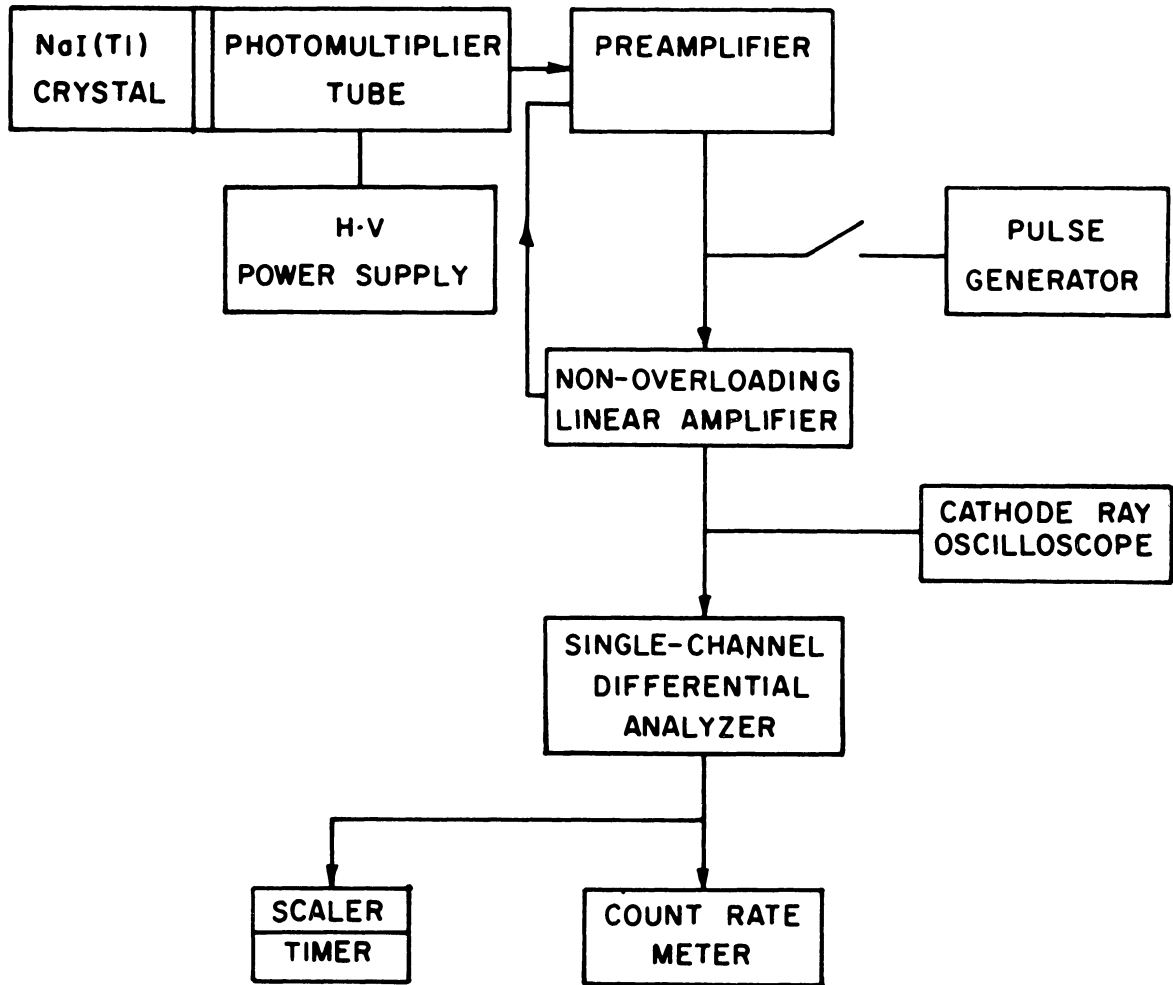 NaI(Tl)
CRYSTAL
PHOTOMULTIPLIER
TUBE
PREAMPLIFIER
H·V
POWER SUPPLY
PULSE
GENERATOR
NON-OVERLOADING
LINEAR AMPLIFIER
CATHODE RAY
OSCILLOSCOPE
SINGLE-CHANNEL
DIFFERENTIAL
ANALYZER
SCALER
TIMER
COUNT RATE
METER